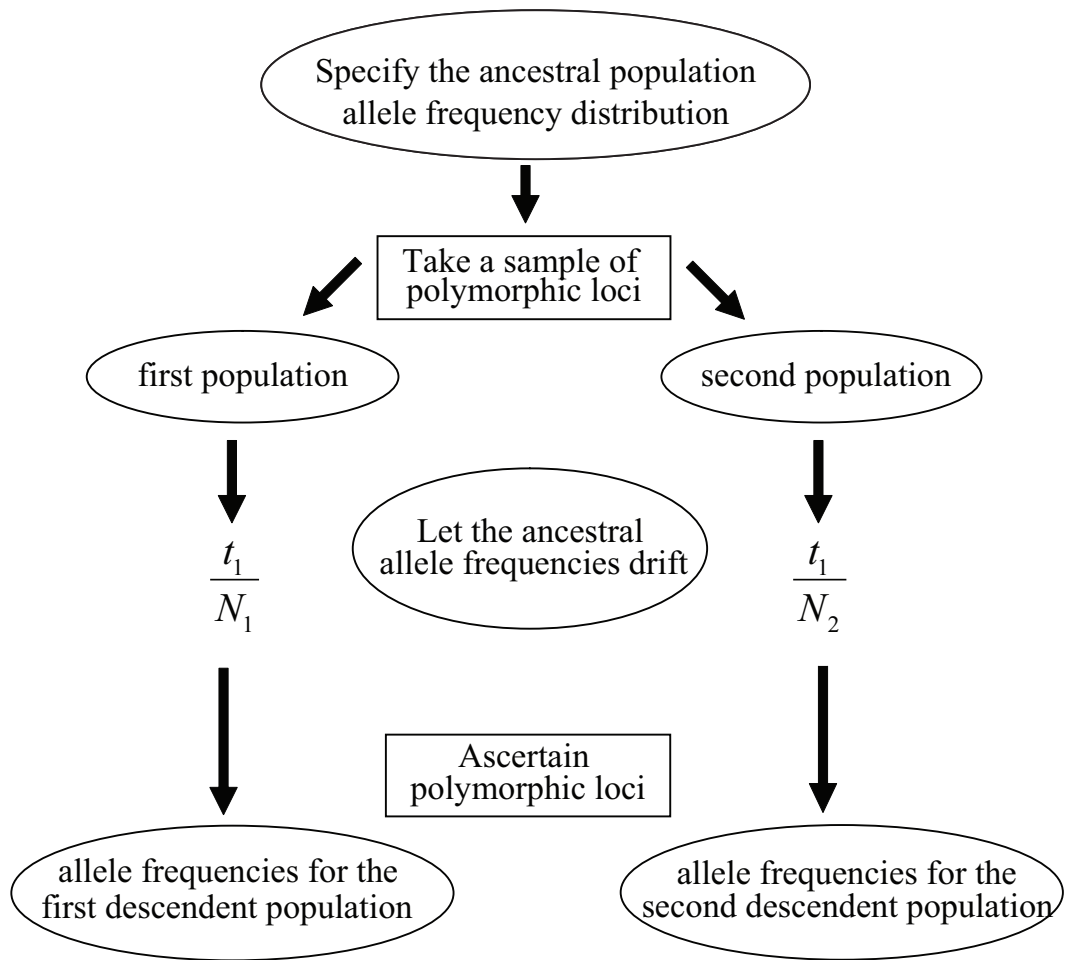 Specify the ancestral population
allele frequency distribution
Take a sample of
polymorphic loci
first population
second population
Let the ancestral
allele frequencies drift
t₁
N₁
t₁
N₂
Ascertain
polymorphic loci
allele frequencies for the
first descendent population
allele frequencies for the
second descendent population